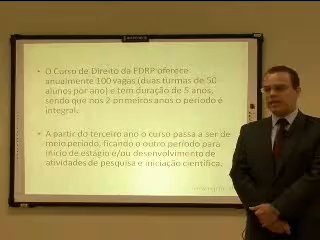 • O Curso de Direito da FDRP oferece
anualmente 100 vagas (duas turmas de 50
alunos por ano) e tem duração de 5 anos,
sendo que nos 2 primeiros anos o período é
integral.
• A partir do terceiro ano o curso passa a ser de
meio período, ficando o outro período para
início de estágio e/ou desenvolvimento de
atividades de pesquisa e iniciação científica.